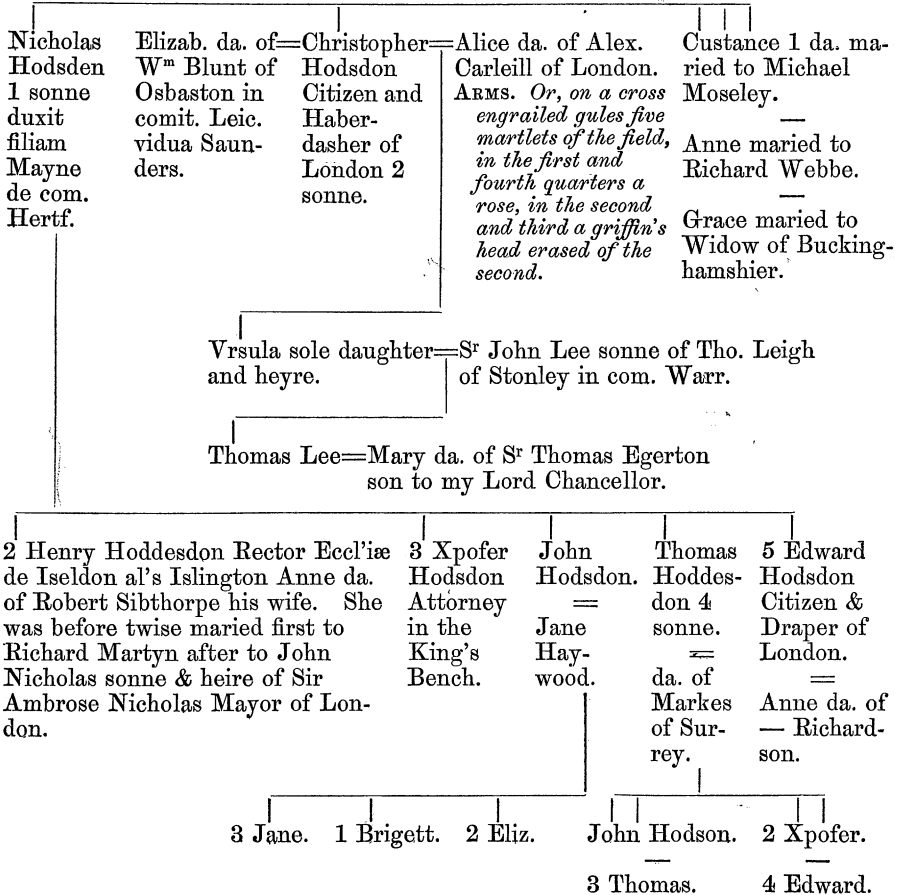 Nicholas
Hodsden
1 sonne
duxit
filiam
Mayne
de com.
Hertf.
Elizab. da. of=Christopher=Alice da. of Alex.
Wᵐ Blunt of
Osbaston in
comit. Leic.
vidua Saun-
ders.
Hodsdon
Citizen and
Haber-
dasher of
London 2
sonne.
Carleill of London.
ARMS. Or, on a cross
engrailed gules five
martlets of the field,
in the first and
fourth quarters a
rose, in the second
and third a griffin's
head erased of the
second.
Custance 1 da. ma-
ried to Michael
Moseley.
—
Anne maried to
Richard Webbe.
—
Grace maried to
Widow of Bucking-
hamshier.
Vrsula sole daughter=Sʳ John Lee sonne of Tho. Leigh
and heyre.
of Stonley in com. Warr.
Thomas Lee=Mary da. of Sʳ Thomas Egerton
son to my Lord Chancellor.
2 Henry Hoddesdon Rector Eccl'iæ
de Iseldon al's Islington Anne da.
of Robert Sibthorpe his wife. She
was before twise maried first to
Richard Martyn after to John
Nicholas sonne & heire of Sir
Ambrose Nicholas Mayor of Lon-
don.
3 Xpofer
Hodsdon
Attorney
in the
King's
Bench.
John
Hodsdon.
=
Jane
Hay-
wood.
Thomas
Hoddes-
don 4
sonne.
=
da. of
Markes
of Sur-
rey.
5 Edward
Hodsdon
Citizen &
Draper of
London.
=
Anne da. of
— Richard-
son.
3 Jane. 1 Brigett. 2 Eliz.
John Hodson. 2 Xpofer.
— —
3 Thomas. 4 Edward.